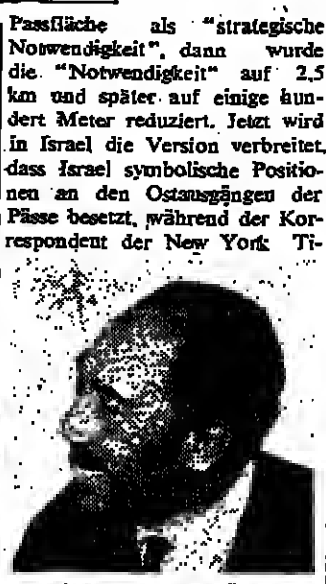 Passfläche als "strategische
Notwendigkeit", dann wurde
die "Notwendigkeit" auf 2,5
km und später auf einige hun-
dert Meter reduziert. Jetzt wird
in Israel die Version verbreitet,
dass Israel symbolische Positio-
nen an den Ostausgängen der
Pässe besetzt, während der Kor-
respondent der New York Ti-